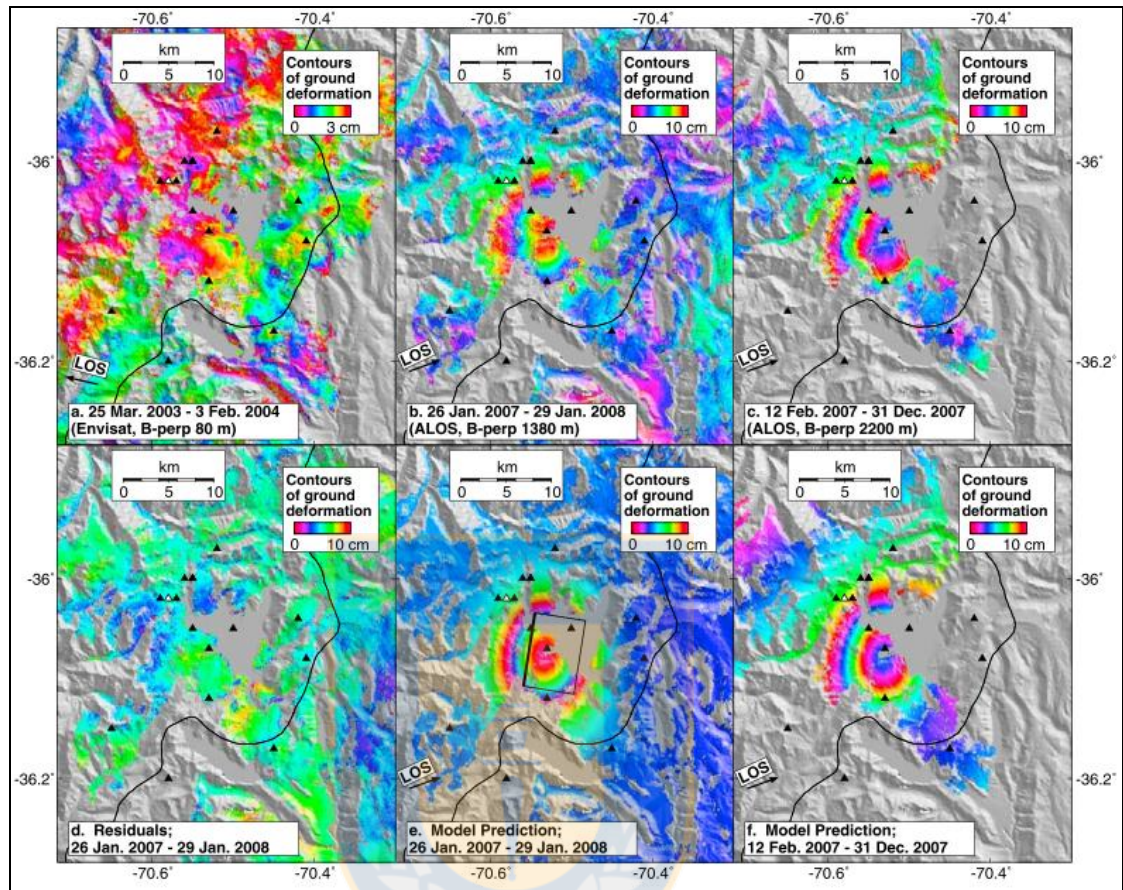 -70.6° -70.4° -70.6° -70.4° -70.6° -70.4°
km
0 5 10
Contours
of ground
deformation
0 3 cm
km
0 5 10
Contours
of ground
deformation
0 10 cm
km
0 5 10
Contours
of ground
deformation
0 10 cm
-36°
-36°
-36.2°
-36.2°
LOS
LOS
LOS
a. 25 Mar. 2003 - 3 Feb. 2004
(Envisat, B-perp 80 m)
b. 26 Jan. 2007 - 29 Jan. 2008
(ALOS, B-perp 1380 m)
c. 12 Feb. 2007 - 31 Dec. 2007
(ALOS, B-perp 2200 m)
km
0 5 10
Contours
of ground
deformation
0 10 cm
km
0 5 10
Contours
of ground
deformation
0 10 cm
km
0 5 10
Contours
of ground
deformation
0 10 cm
-36°
-36°
-36.2°
-36.2°
LOS
LOS
d. Residuals;
26 Jan. 2007 - 29 Jan. 2008
e. Model Prediction;
26 Jan. 2007 - 29 Jan. 2008
f. Model Prediction;
12 Feb. 2007 - 31 Dec. 2007
-70.6° -70.4° -70.6° -70.4° -70.6° -70.4°